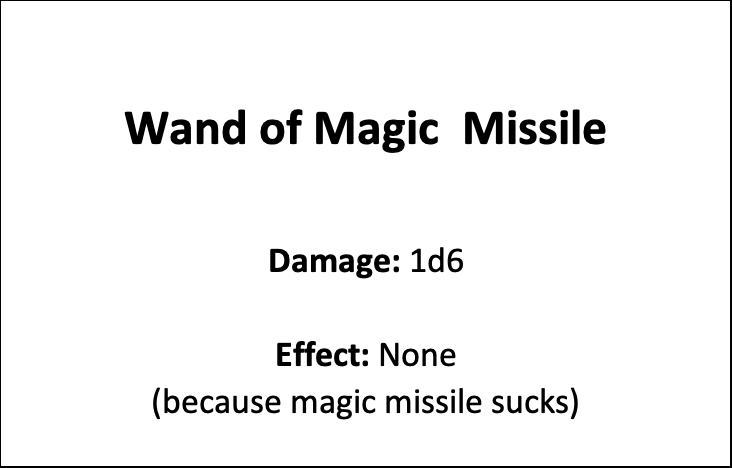 Wand of Magic  Missile
Damage: 1d6
Effect: None
(because magic missile sucks)